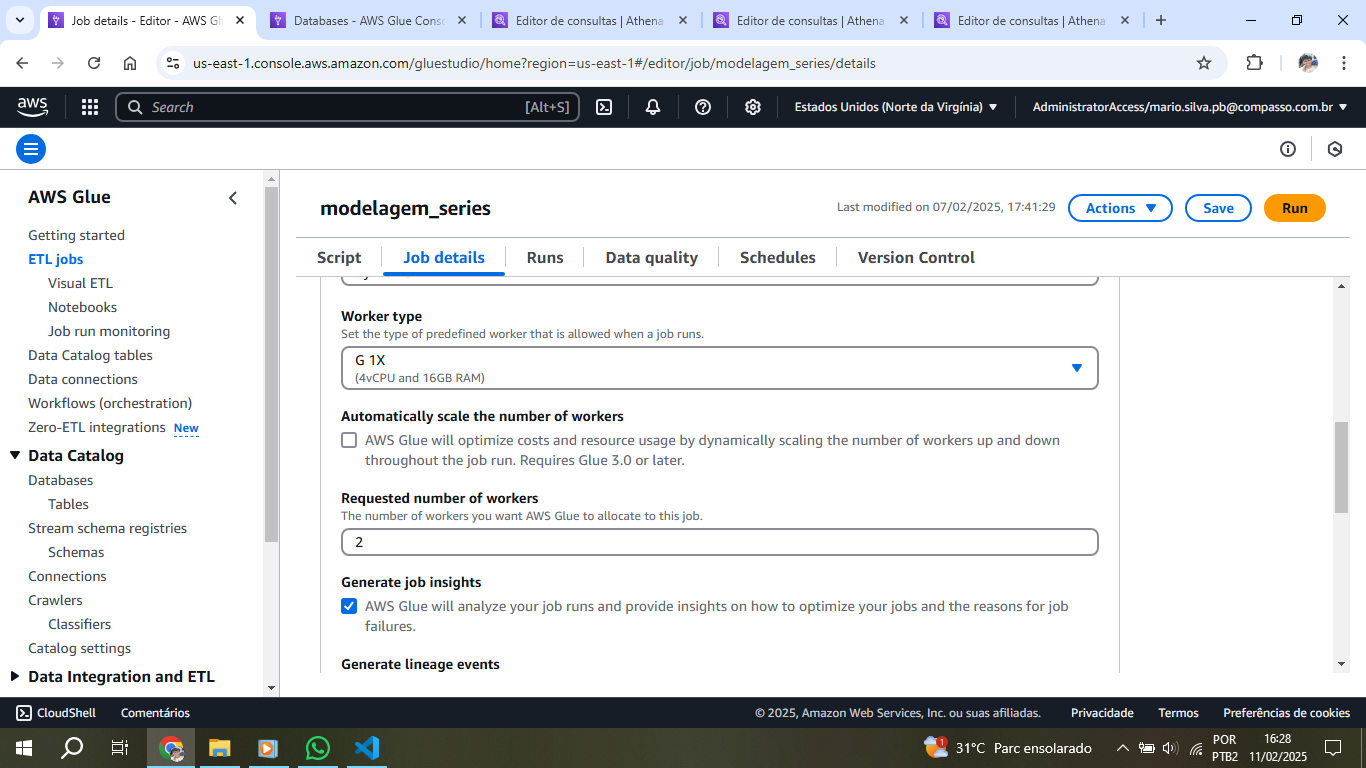 Job details - Editor - AWS Gl
Databases - AWS Glue Conso
Editor de consultas | Athena
Editor de consultas | Athena
Editor de consultas | Athena
us-east-1.console.aws.amazon.com/gluestudio/home?region=us-east-1#/editor/job/modelagem_series/details
aws
Search
[Alt+S]
Estados Unidos (Norte da Virgínia)
AdministratorAccess/mario.silva.pb@compasso.com.br
AWS Glue
Getting started
ETL jobs
Visual ETL
Notebooks
Job run monitoring
Data Catalog tables
Data connections
Workflows (orchestration)
Zero-ETL integrations New
Data Catalog
Databases
Tables
Stream schema registries
Schemas
Connections
Crawlers
Classifiers
Catalog settings
Data Integration and ETL
modelagem_series
Last modified on 07/02/2025, 17:41:29
Actions
Save
Run
Script
Job details
Runs
Data quality
Schedules
Version Control
Worker type
Set the type of predefined worker that is allowed when a job runs.
G 1X
(4vCPU and 16GB RAM)
Automatically scale the number of workers
AWS Glue will optimize costs and resource usage by dynamically scaling the number of workers up and down
throughout the job run. Requires Glue 3.0 or later.
Requested number of workers
The number of workers you want AWS Glue to allocate to this job.
2
Generate job insights
AWS Glue will analyze your job runs and provide insights on how to optimize your jobs and the reasons for job
failures.
Generate lineage events
CloudShell
Comentários
© 2025, Amazon Web Services, Inc. ou suas afiliadas.
Privacidade
Termos
Preferências de cookies
1
31°C Parc ensolarado
POR
PTB2
16:28
11/02/2025